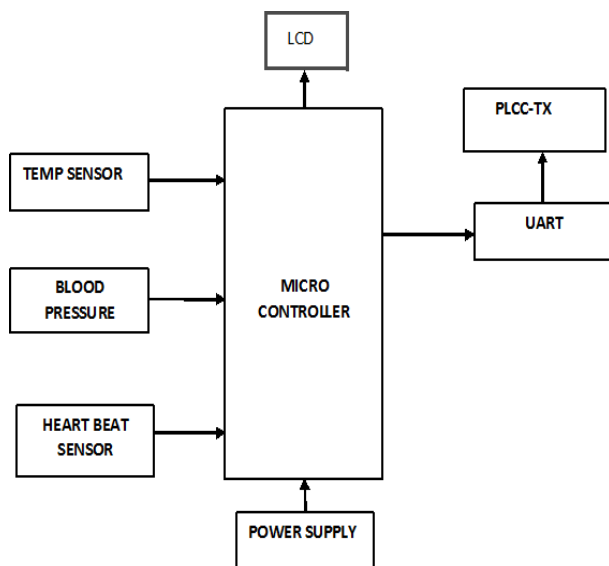 LCD
PLCC-TX
TEMP SENSOR
UART
BLOOD
PRESSURE
MICRO
CONTROLLER
HEART BEAT
SENSOR
POWER SUPPLY